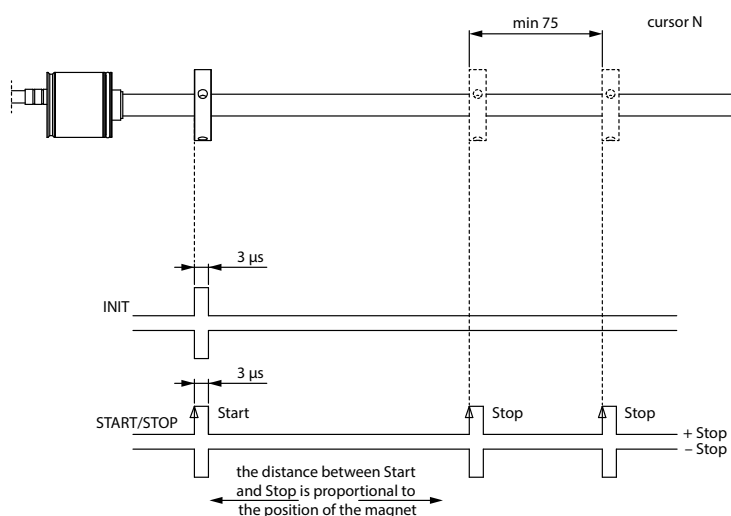 min 75
cursor N
3 µs
INIT
3 µs
START/STOP
Start
Stop
Stop
+ Stop
– Stop
the distance between Start
and Stop is proportional to
the position of the magnet